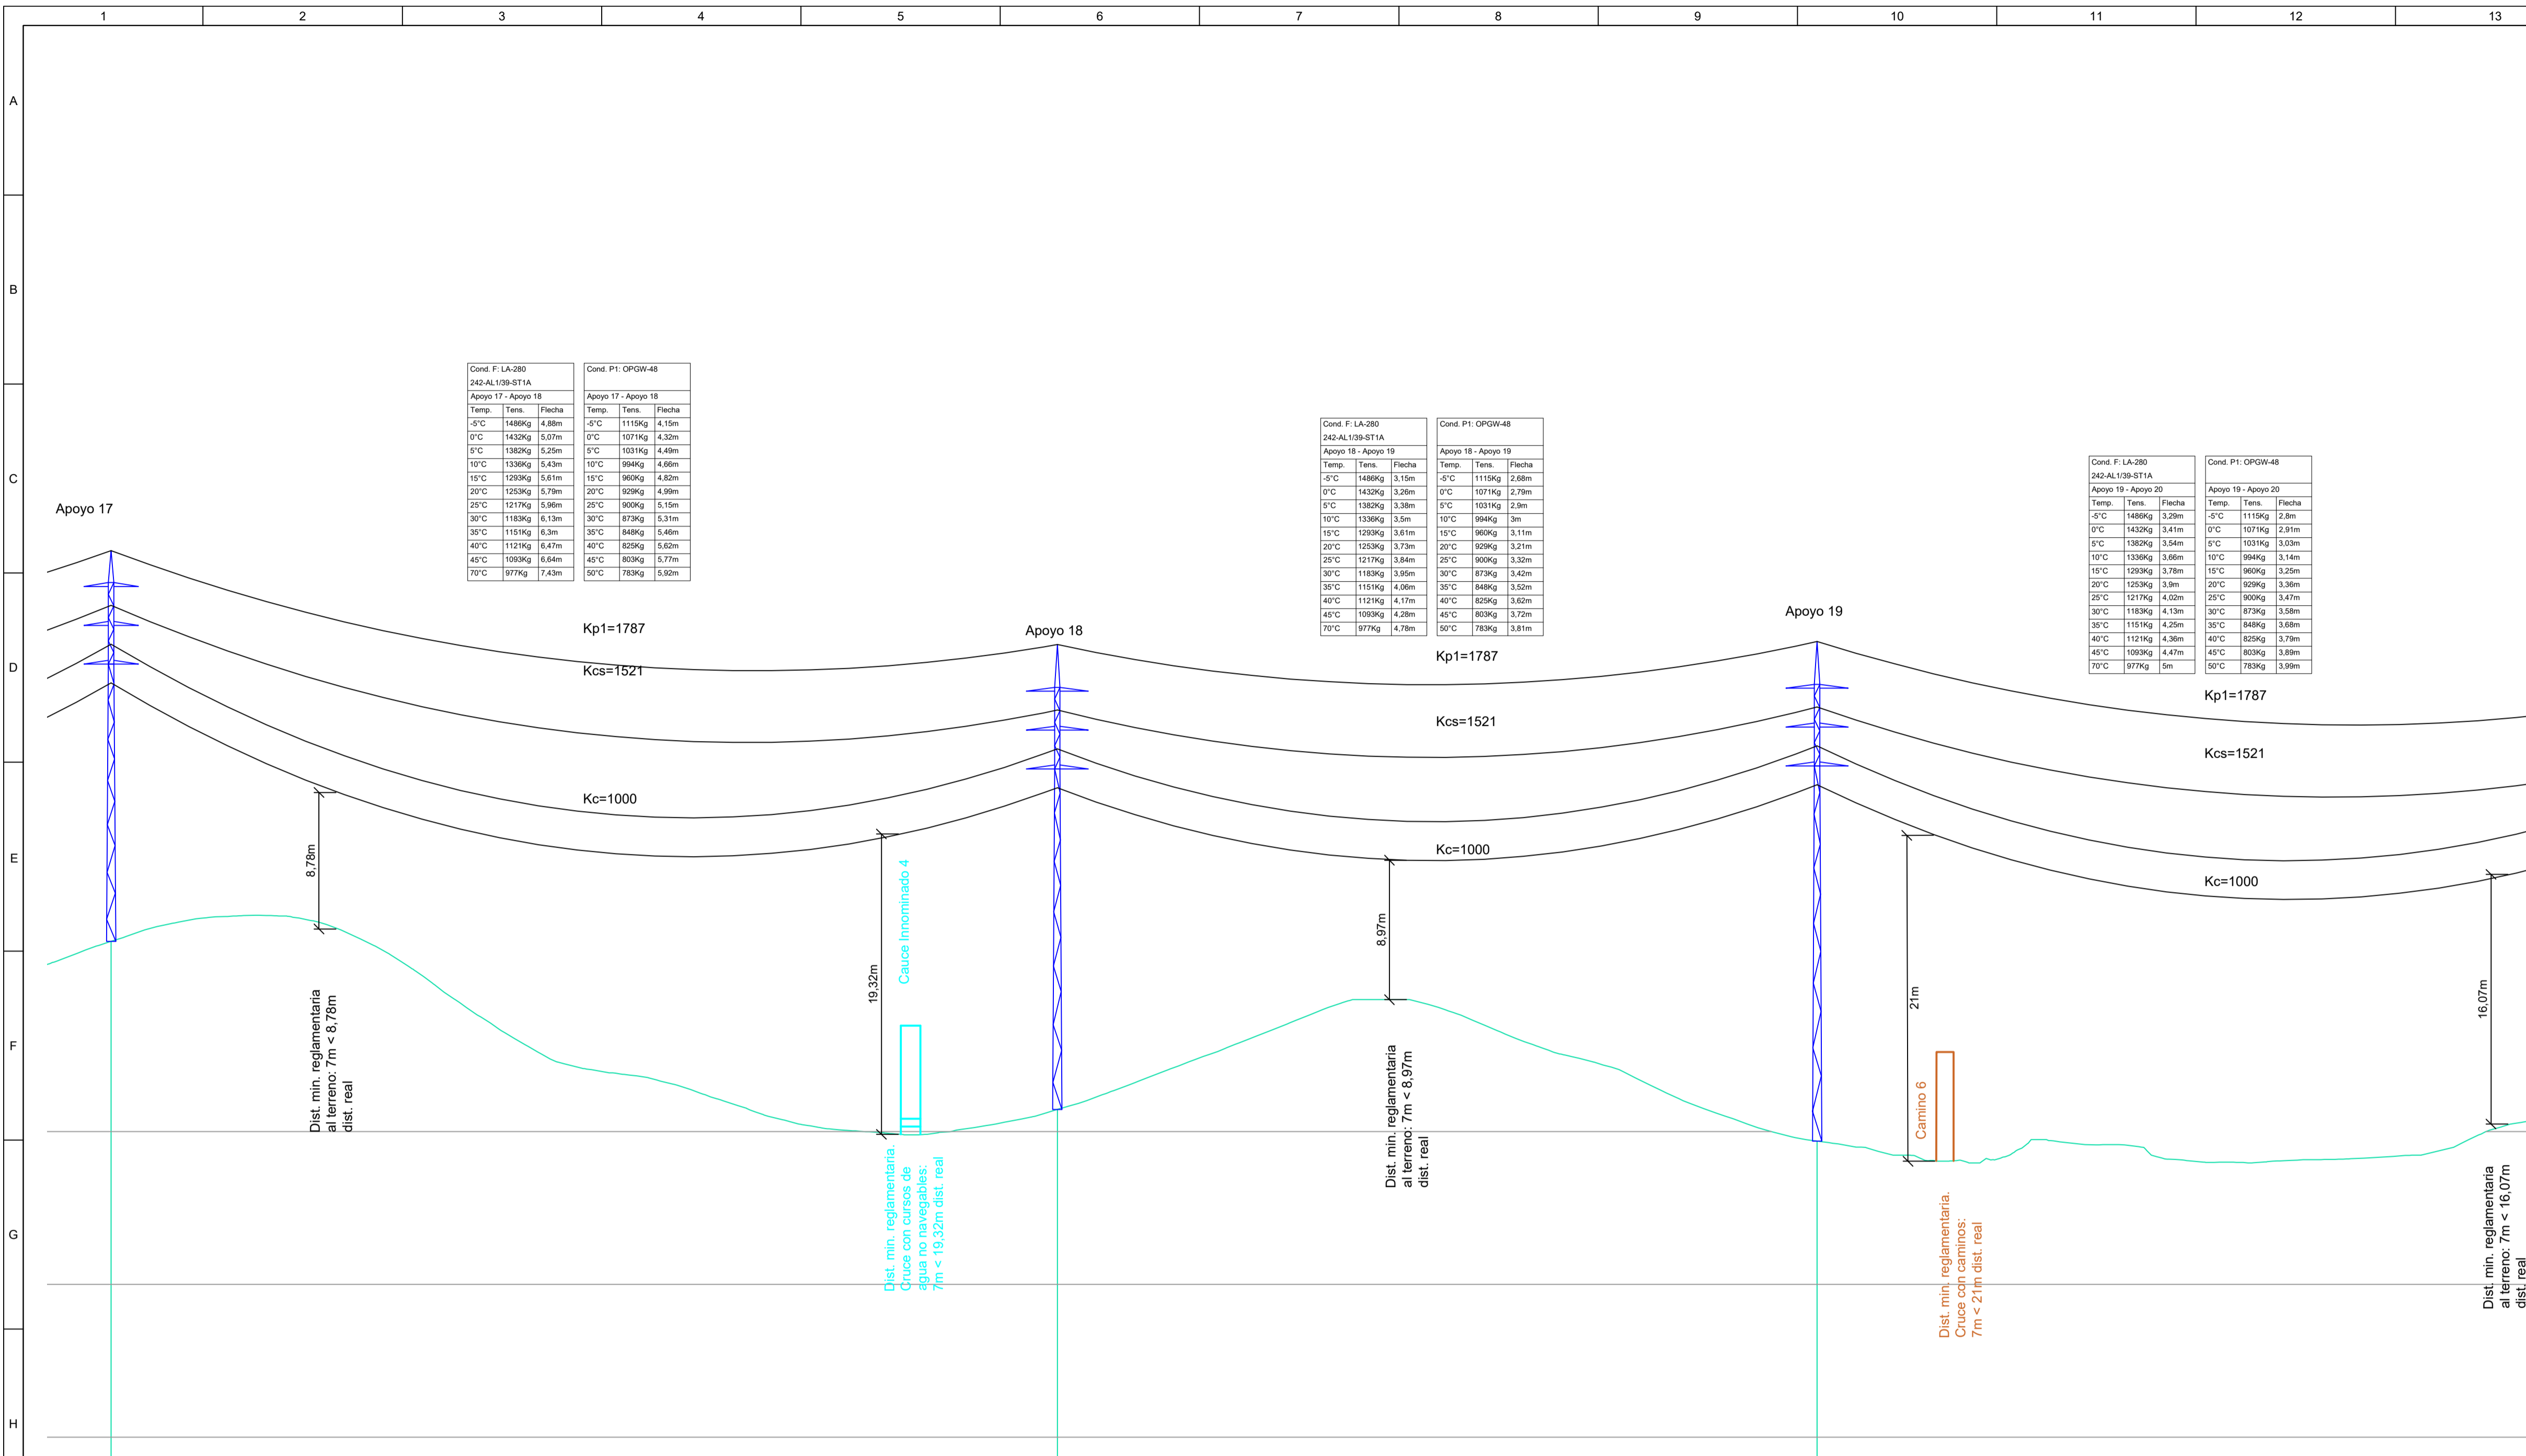 1 2 3 4 5 6 7 8 9 10 11 12 13
A
B
C
D
E
F
G
H
Apoyo 17
Cond. F: LA-280
242-AL1/39-ST1A
Apoyo 17 - Apoyo 18
Temp. Tens. Flecha
-5°C 1486Kg 4,88m
0°C 1432Kg 5,07m
5°C 1382Kg 5,25m
10°C 1336Kg 5,43m
15°C 1293Kg 5,61m
20°C 1253Kg 5,79m
25°C 1217Kg 5,96m
30°C 1183Kg 6,13m
35°C 1151Kg 6,3m
40°C 1121Kg 6,47m
45°C 1093Kg 6,64m
70°C 977Kg 7,43m
Cond. P1: OPGW-48
Apoyo 17 - Apoyo 18
Temp. Tens. Flecha
-5°C 1115Kg 4,15m
0°C 1071Kg 4,32m
5°C 1031Kg 4,49m
10°C 994Kg 4,66m
15°C 960Kg 4,82m
20°C 929Kg 4,99m
25°C 900Kg 5,15m
30°C 873Kg 5,31m
35°C 848Kg 5,46m
40°C 825Kg 5,62m
45°C 803Kg 5,77m
50°C 783Kg 5,92m
Kp1=1787
Kcs=1521
Kc=1000
8,78m
Dist. min. reglamentaria
al terreno: 7m < 8,78m
dist. real
19,32m
Cauce Innominado 4
Dist. min. reglamentaria.
Cruce con cursos de
agua no navegables:
7m < 19,32m dist. real
Apoyo 18
Cond. F: LA-280
242-AL1/39-ST1A
Apoyo 18 - Apoyo 19
Temp. Tens. Flecha
-5°C 1486Kg 3,15m
0°C 1432Kg 3,26m
5°C 1382Kg 3,38m
10°C 1336Kg 3,5m
15°C 1293Kg 3,61m
20°C 1253Kg 3,73m
25°C 1217Kg 3,84m
30°C 1183Kg 3,95m
35°C 1151Kg 4,06m
40°C 1121Kg 4,17m
45°C 1093Kg 4,28m
70°C 977Kg 4,78m
Cond. P1: OPGW-48
Apoyo 18 - Apoyo 19
Temp. Tens. Flecha
-5°C 1115Kg 2,68m
0°C 1071Kg 2,79m
5°C 1031Kg 2,9m
10°C 994Kg 3m
15°C 960Kg 3,11m
20°C 929Kg 3,21m
25°C 900Kg 3,32m
30°C 873Kg 3,42m
35°C 848Kg 3,52m
40°C 825Kg 3,62m
45°C 803Kg 3,72m
50°C 783Kg 3,81m
Kp1=1787
Kcs=1521
Kc=1000
8,97m
Dist. min. reglamentaria
al terreno: 7m < 8,97m
dist. real
Apoyo 19
Cond. F: LA-280
242-AL1/39-ST1A
Apoyo 19 - Apoyo 20
Temp. Tens. Flecha
-5°C 1486Kg 3,29m
0°C 1432Kg 3,41m
5°C 1382Kg 3,54m
10°C 1336Kg 3,66m
15°C 1293Kg 3,78m
20°C 1253Kg 3,9m
25°C 1217Kg 4,02m
30°C 1183Kg 4,13m
35°C 1151Kg 4,25m
40°C 1121Kg 4,36m
45°C 1093Kg 4,47m
70°C 977Kg 5m
Cond. P1: OPGW-48
Apoyo 19 - Apoyo 20
Temp. Tens. Flecha
-5°C 1115Kg 2,8m
0°C 1071Kg 2,91m
5°C 1031Kg 3,03m
10°C 994Kg 3,14m
15°C 960Kg 3,25m
20°C 929Kg 3,36m
25°C 900Kg 3,47m
30°C 873Kg 3,58m
35°C 848Kg 3,68m
40°C 825Kg 3,79m
45°C 803Kg 3,89m
50°C 783Kg 3,99m
Kp1=1787
Kcs=1521
Kc=1000
21m
Camino 6
Dist. min. reglamentaria.
Cruce con caminos:
7m < 21m dist. real
16,07m
Dist. min. reglamentaria
al terreno: 7m < 16,07m
dist. real